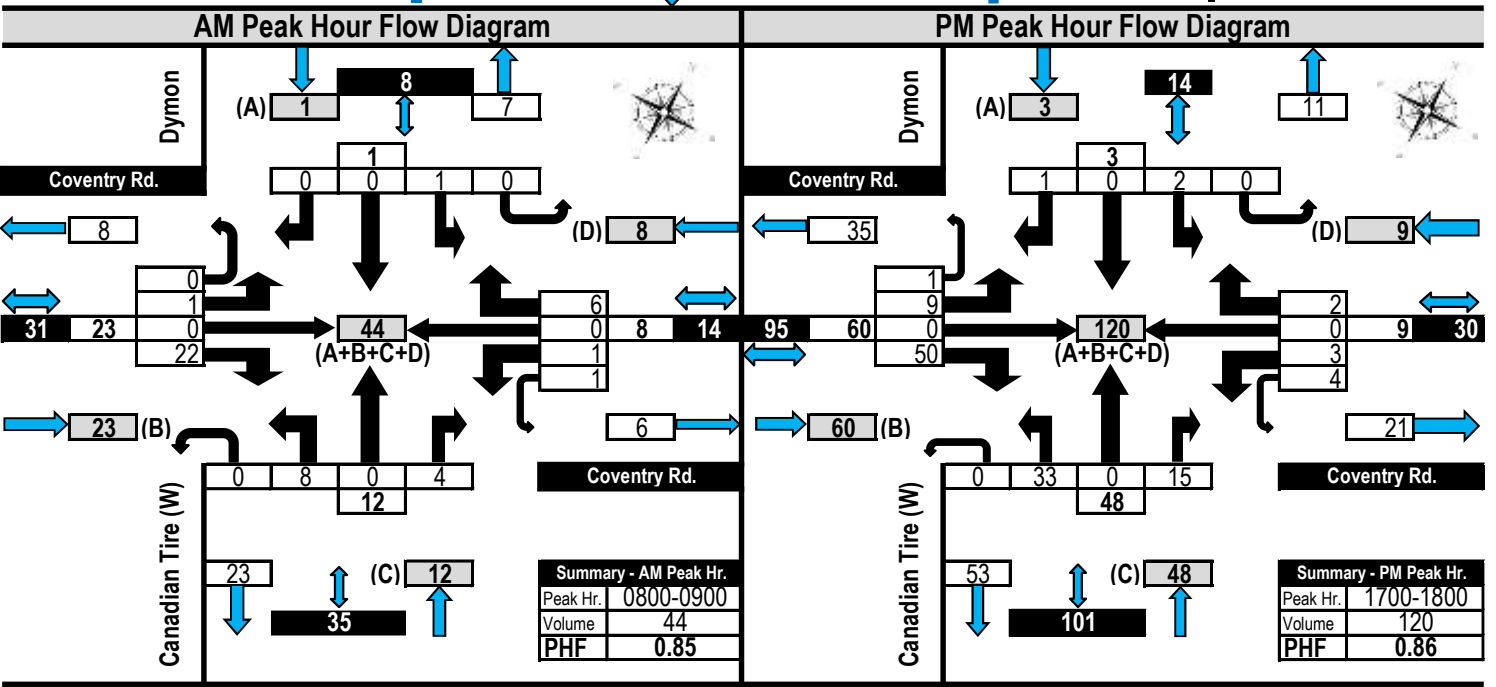 AM Peak Hour Flow Diagram
Dymon
8
(A) 1
7
1
0 0 1 0
Coventry Rd.
8
(D) 8
0
1
0
22
31 23
44
(A+B+C+D)
6
0
1
1
8 14
23 (B)
6
0 8 0 4
12
Coventry Rd.
Canadian Tire (W)
23
(C) 12
35
Summary - AM Peak Hr.
Peak Hr. 0800-0900
Volume 44
PHF 0.85
PM Peak Hour Flow Diagram
Dymon
14
(A) 3
11
3
1 0 2 0
Coventry Rd.
35
(D) 9
1
9
0
50
95 60
120
(A+B+C+D)
2
0
3
4
9 30
60 (B)
21
0 33 0 15
48
Coventry Rd.
Canadian Tire (W)
53
(C) 48
101
Summary - PM Peak Hr.
Peak Hr. 1700-1800
Volume 120
PHF 0.86